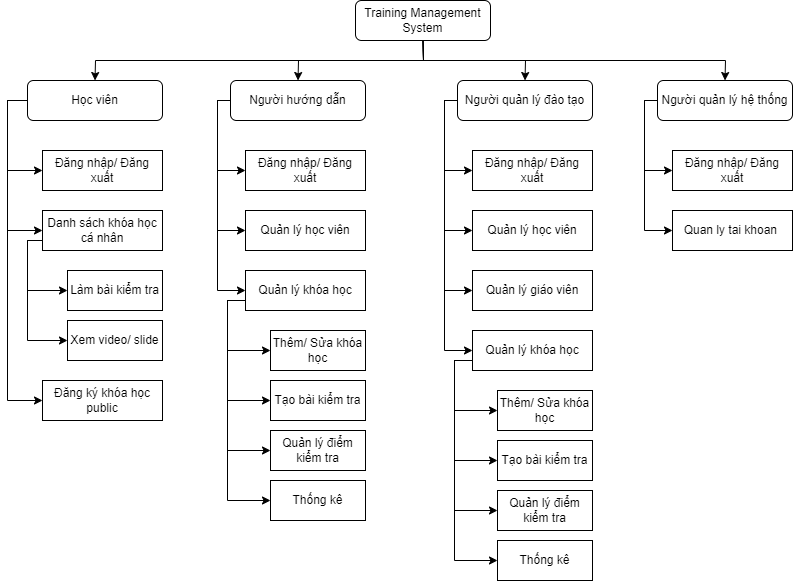 Training Management
System
Học viên
Đăng nhập/ Đăng
xuất
Danh sách khóa học
cá nhân
Làm bài kiểm tra
Xem video/ slide
Đăng ký khóa học
public
Người hướng dẫn
Đăng nhập/ Đăng
xuất
Quản lý học viên
Quản lý khóa học
Thêm/ Sửa khóa
học
Tạo bài kiểm tra
Quản lý điểm
kiểm tra
Thống kê
Người quản lý đảo tạo
Đăng nhập/ Đăng
xuất
Quản lý học viên
Quản lý giáo viên
Quản lý khóa học
Thêm/ Sửa khóa
học
Tạo bài kiểm tra
Quản lý điểm
kiểm tra
Thống kê
Người quản lý hệ thống
Đăng nhập/ Đăng
xuất
Quan ly tai khoan